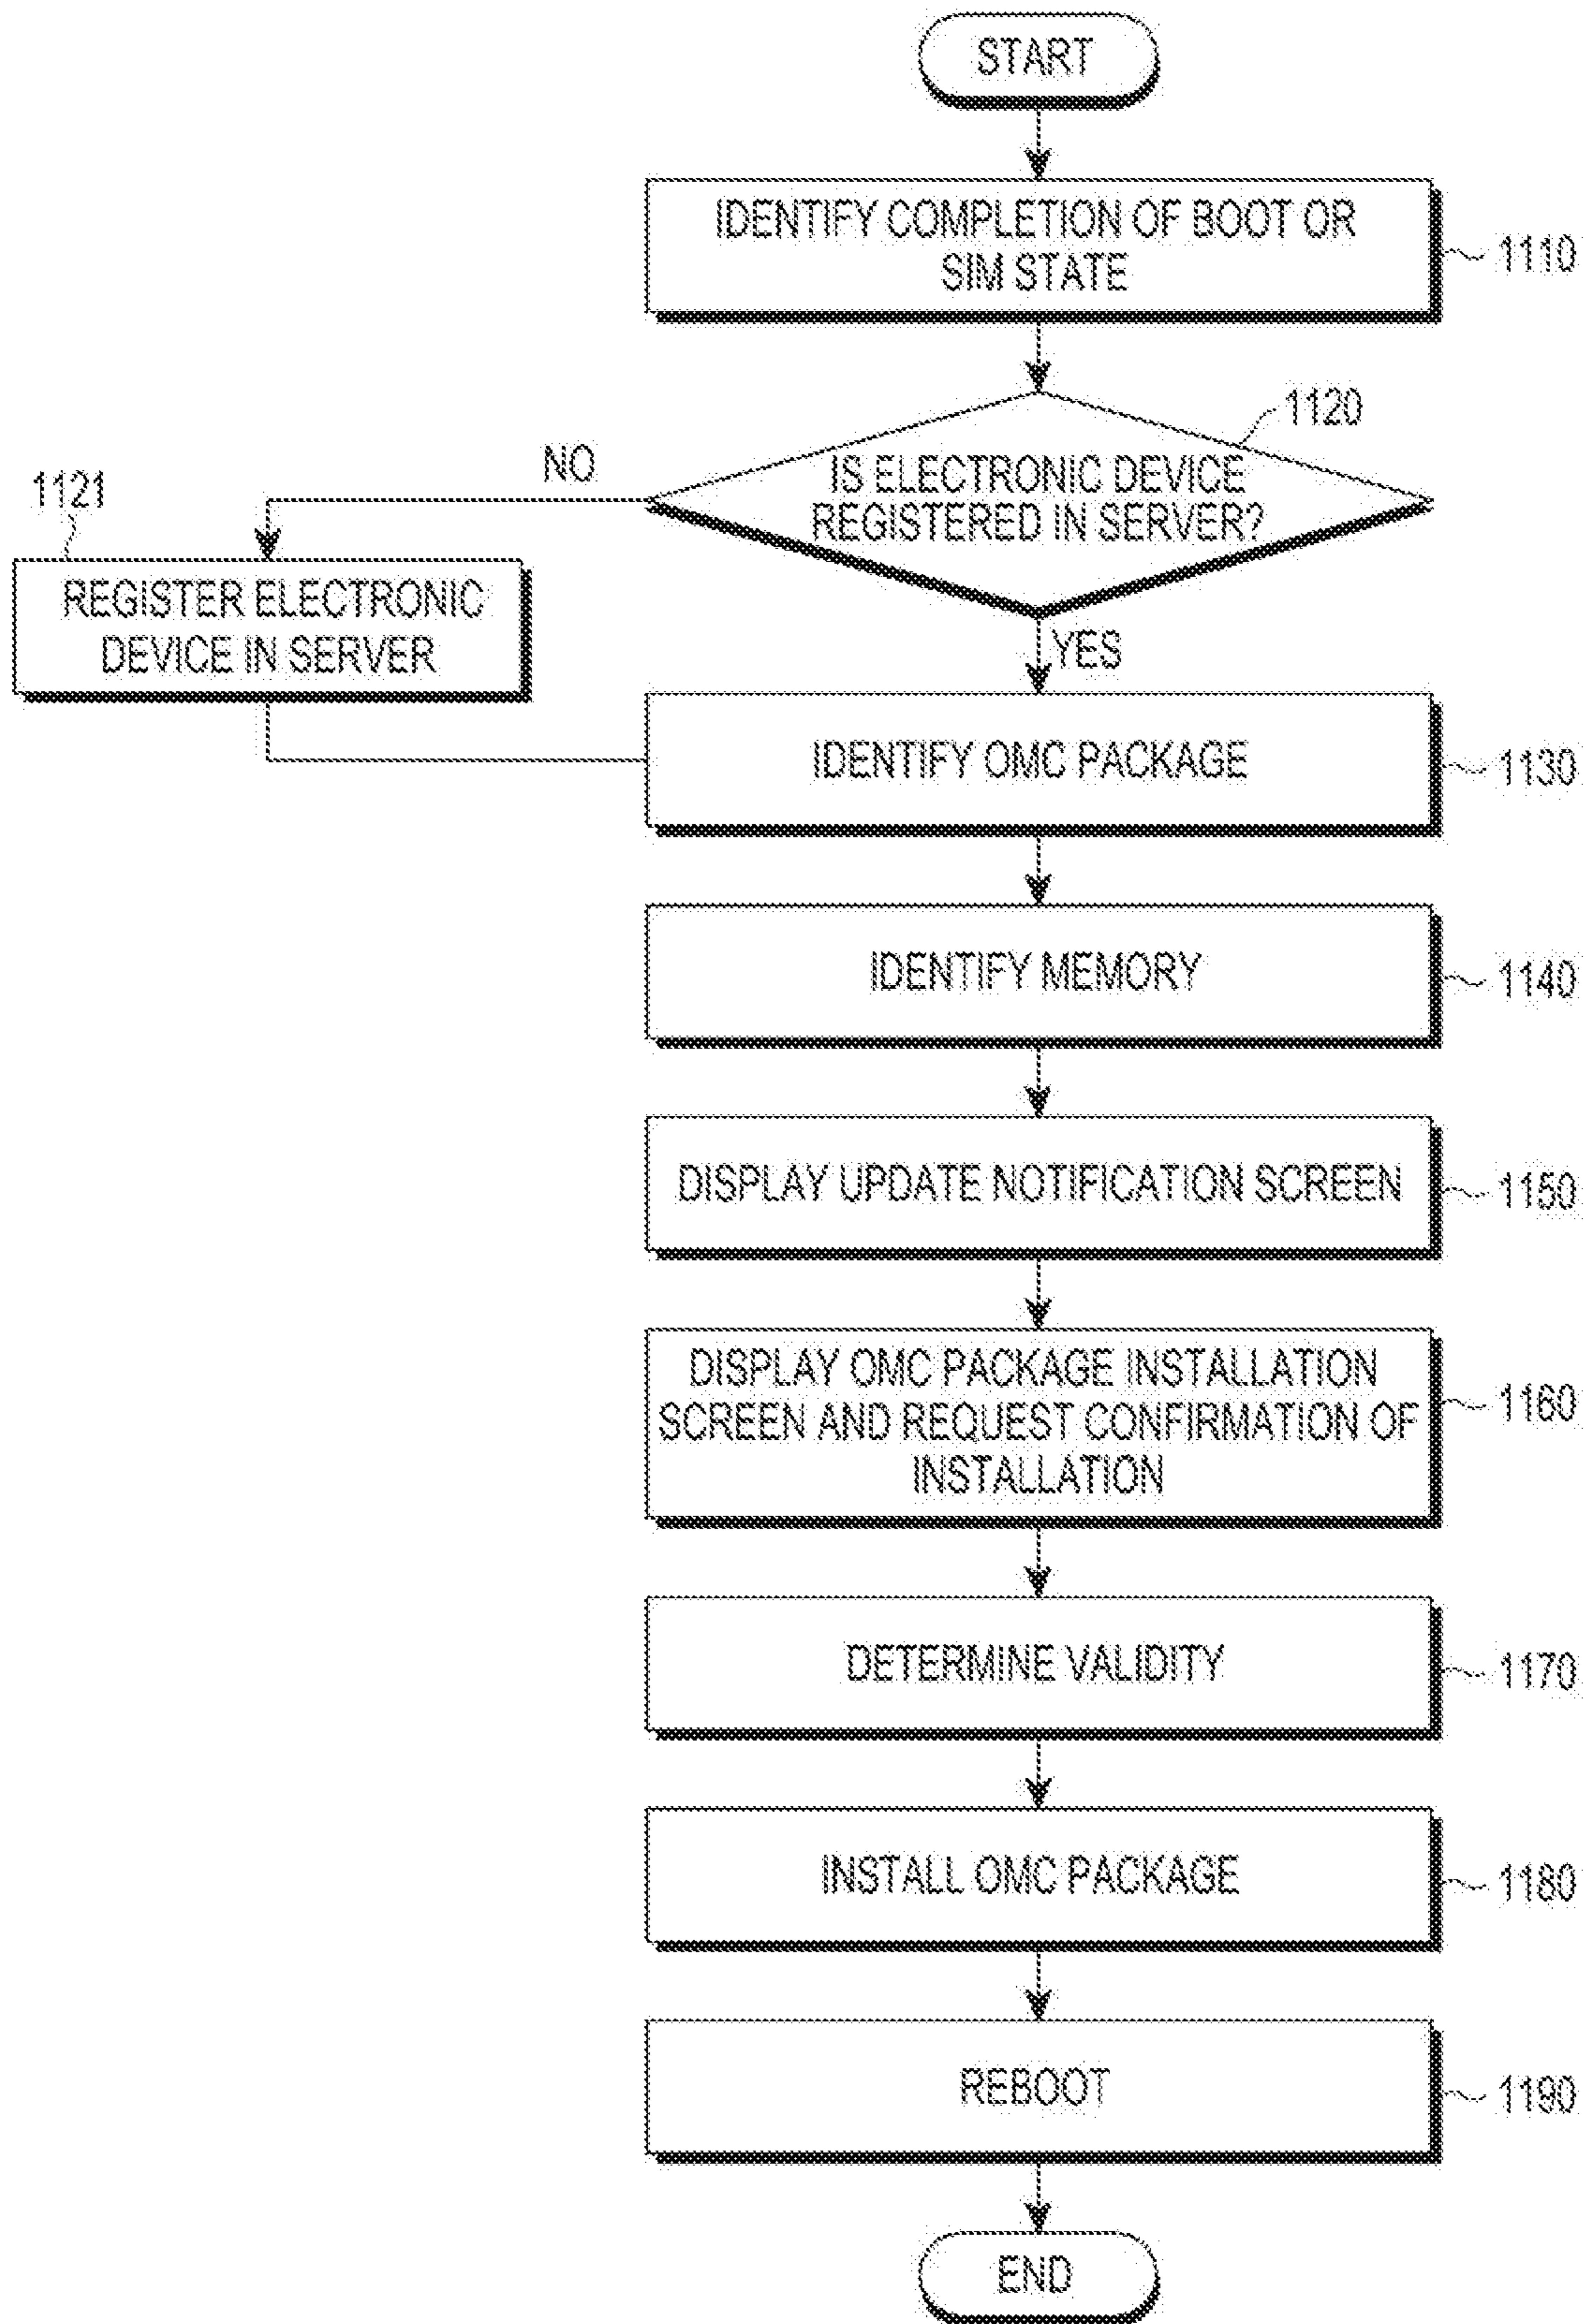 START
IDENTIFY COMPLETION OF BOOT OR
SIM STATE
1110
1120
IS ELECTRONIC DEVICE
REGISTERED IN SERVER?
NO
1121
REGISTER ELECTRONIC
DEVICE IN SERVER
YES
IDENTIFY OMC PACKAGE
1130
IDENTIFY MEMORY
1140
DISPLAY UPDATE NOTIFICATION SCREEN
1150
DISPLAY OMC PACKAGE INSTALLATION
SCREEN AND REQUEST CONFIRMATION OF
INSTALLATION
1160
DETERMINE VALIDITY
1170
INSTALL OMC PACKAGE
1180
REBOOT
1190
END